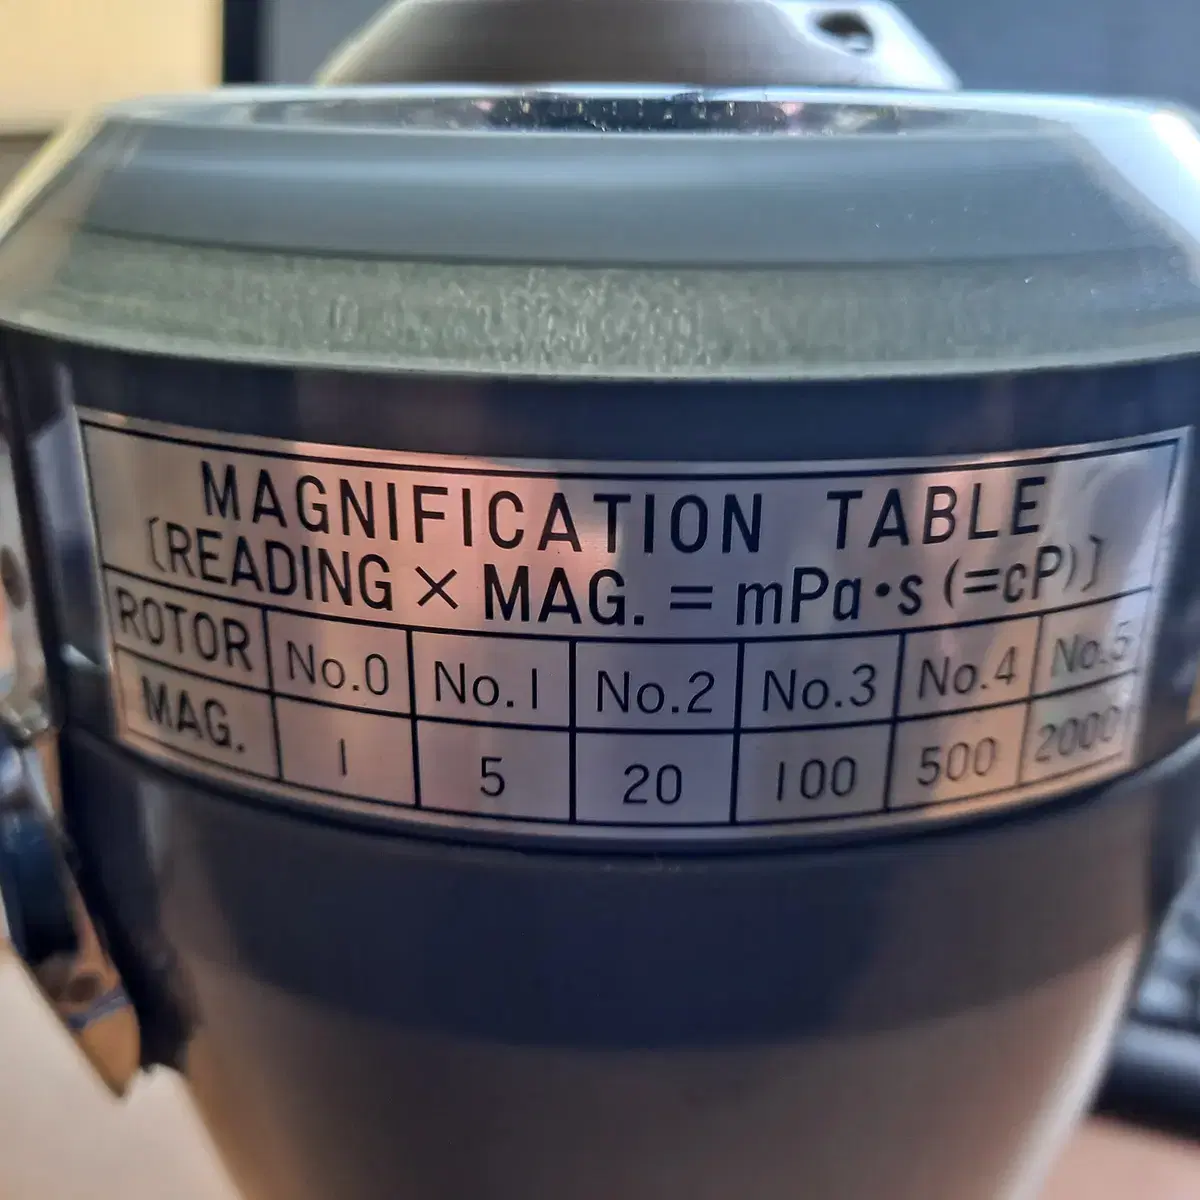 MAGNIFICATION TABLE
[READING × MAG. = mPa·s (=cP)]
ROTOR No.0 No.1 No.2 No.3 No.4 No.5
MAG. 1 5 20 100 500 2000